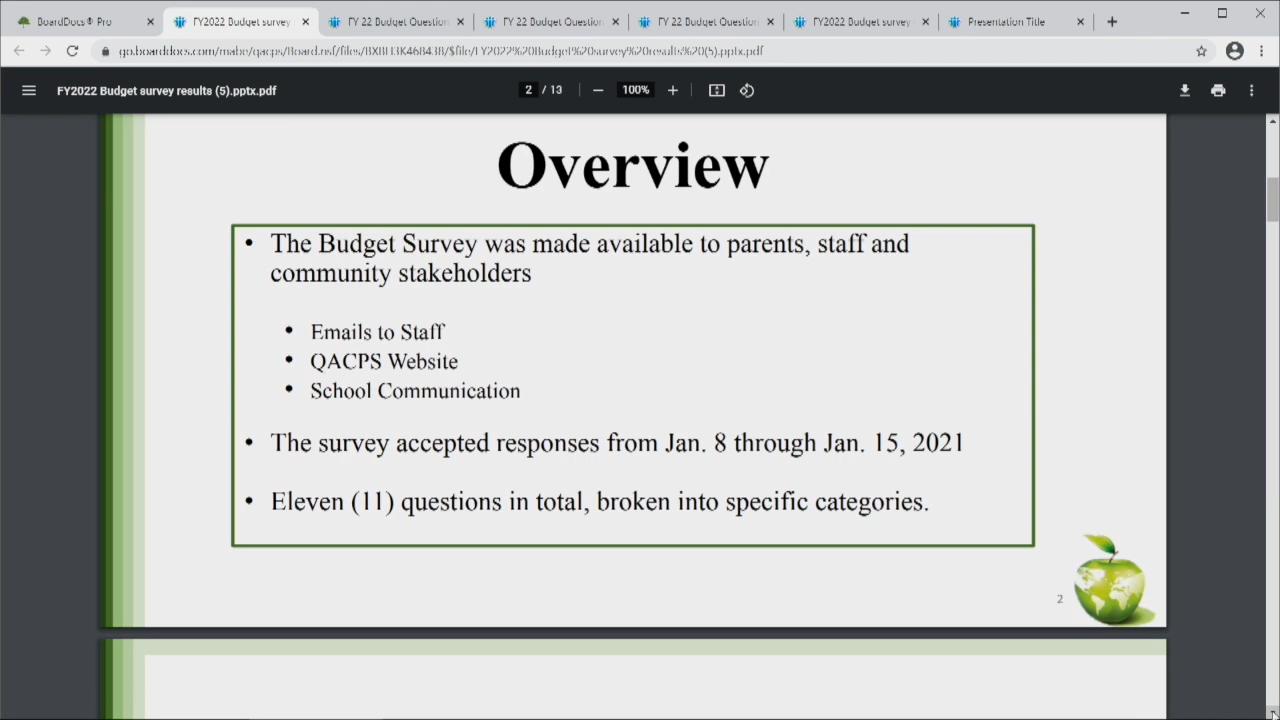 BoardDocs® Pro
FY2022 Budget survey
FY 22 Budget Question
FY 22 Budget Question
FY 22 Budget Question
FY2022 Budget survey
Presentation Title
FY2022 Budget survey results (5).pptx.pdf
2 / 13
100%
Overview
• The Budget Survey was made available to parents, staff and
community stakeholders
• Emails to Staff
• QACPS Website
• School Communication
• The survey accepted responses from Jan. 8 through Jan. 15, 2021
• Eleven (11) questions in total, broken into specific categories.
2